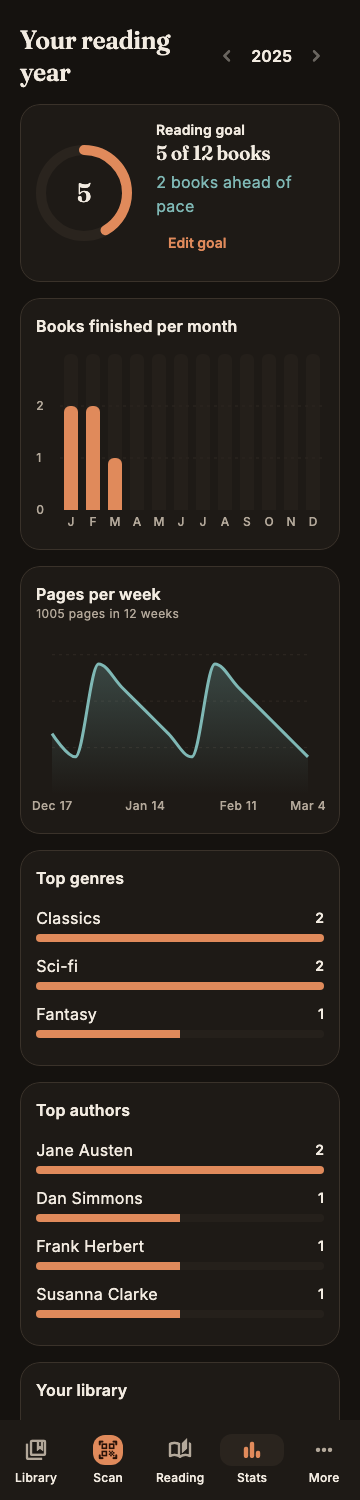 Your reading
year
2025
Reading goal
5 of 12 books
5
2 books ahead of
pace
Edit goal
Books finished per month
2
1
0
J F M A M J J A S O N D
Pages per week
1005 pages in 12 weeks
Dec 17 Jan 14 Feb 11 Mar 4
Top genres
Classics 2
Sci-fi 2
Fantasy 1
Top authors
Jane Austen 2
Dan Simmons 1
Frank Herbert 1
Susanna Clarke 1
Your library
Library Scan Reading Stats More